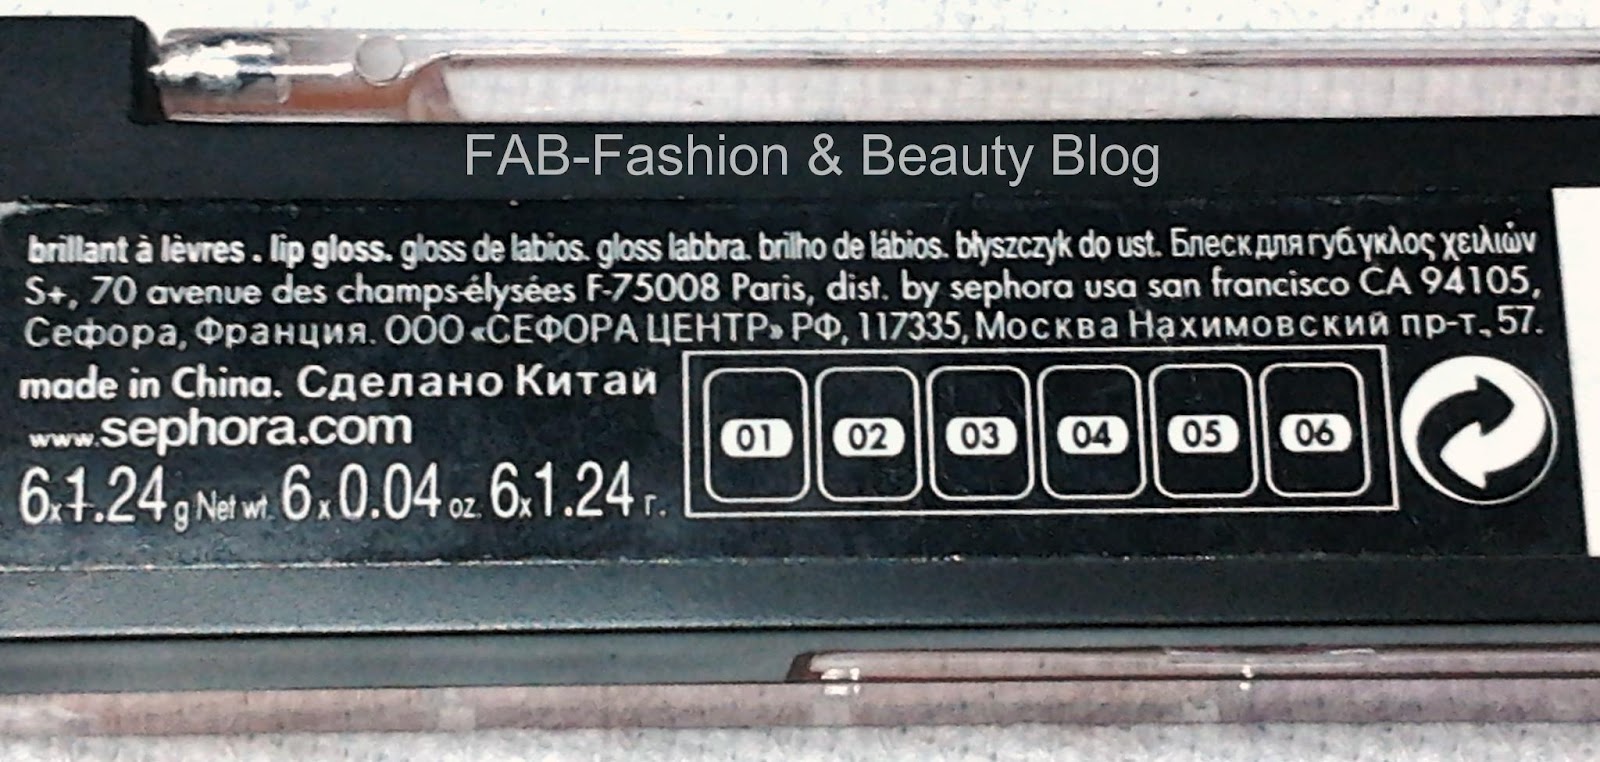 FAB-Fashion & Beauty Blog
brillant à lèvres . lip gloss. gloss de labios. gloss labbra. brilho de lábios. błyszczyk do ust. Блеск для губ γκλος χειλιών
S+, 70 avenue des champs-élysées F-75008 Paris, dist. by sephora usa san francisco CA 94105,
Сефора, Франция. ООО «СЕФОРА ЦЕНТР» РФ, 117335, Москва Нахимовский пр-т., 57.
made in China. Сделано Китай
www.sephora.com
6x1.24 g Net wt. 6 x 0.04 oz. 6x1.24 г.
01 02 03 04 05 06